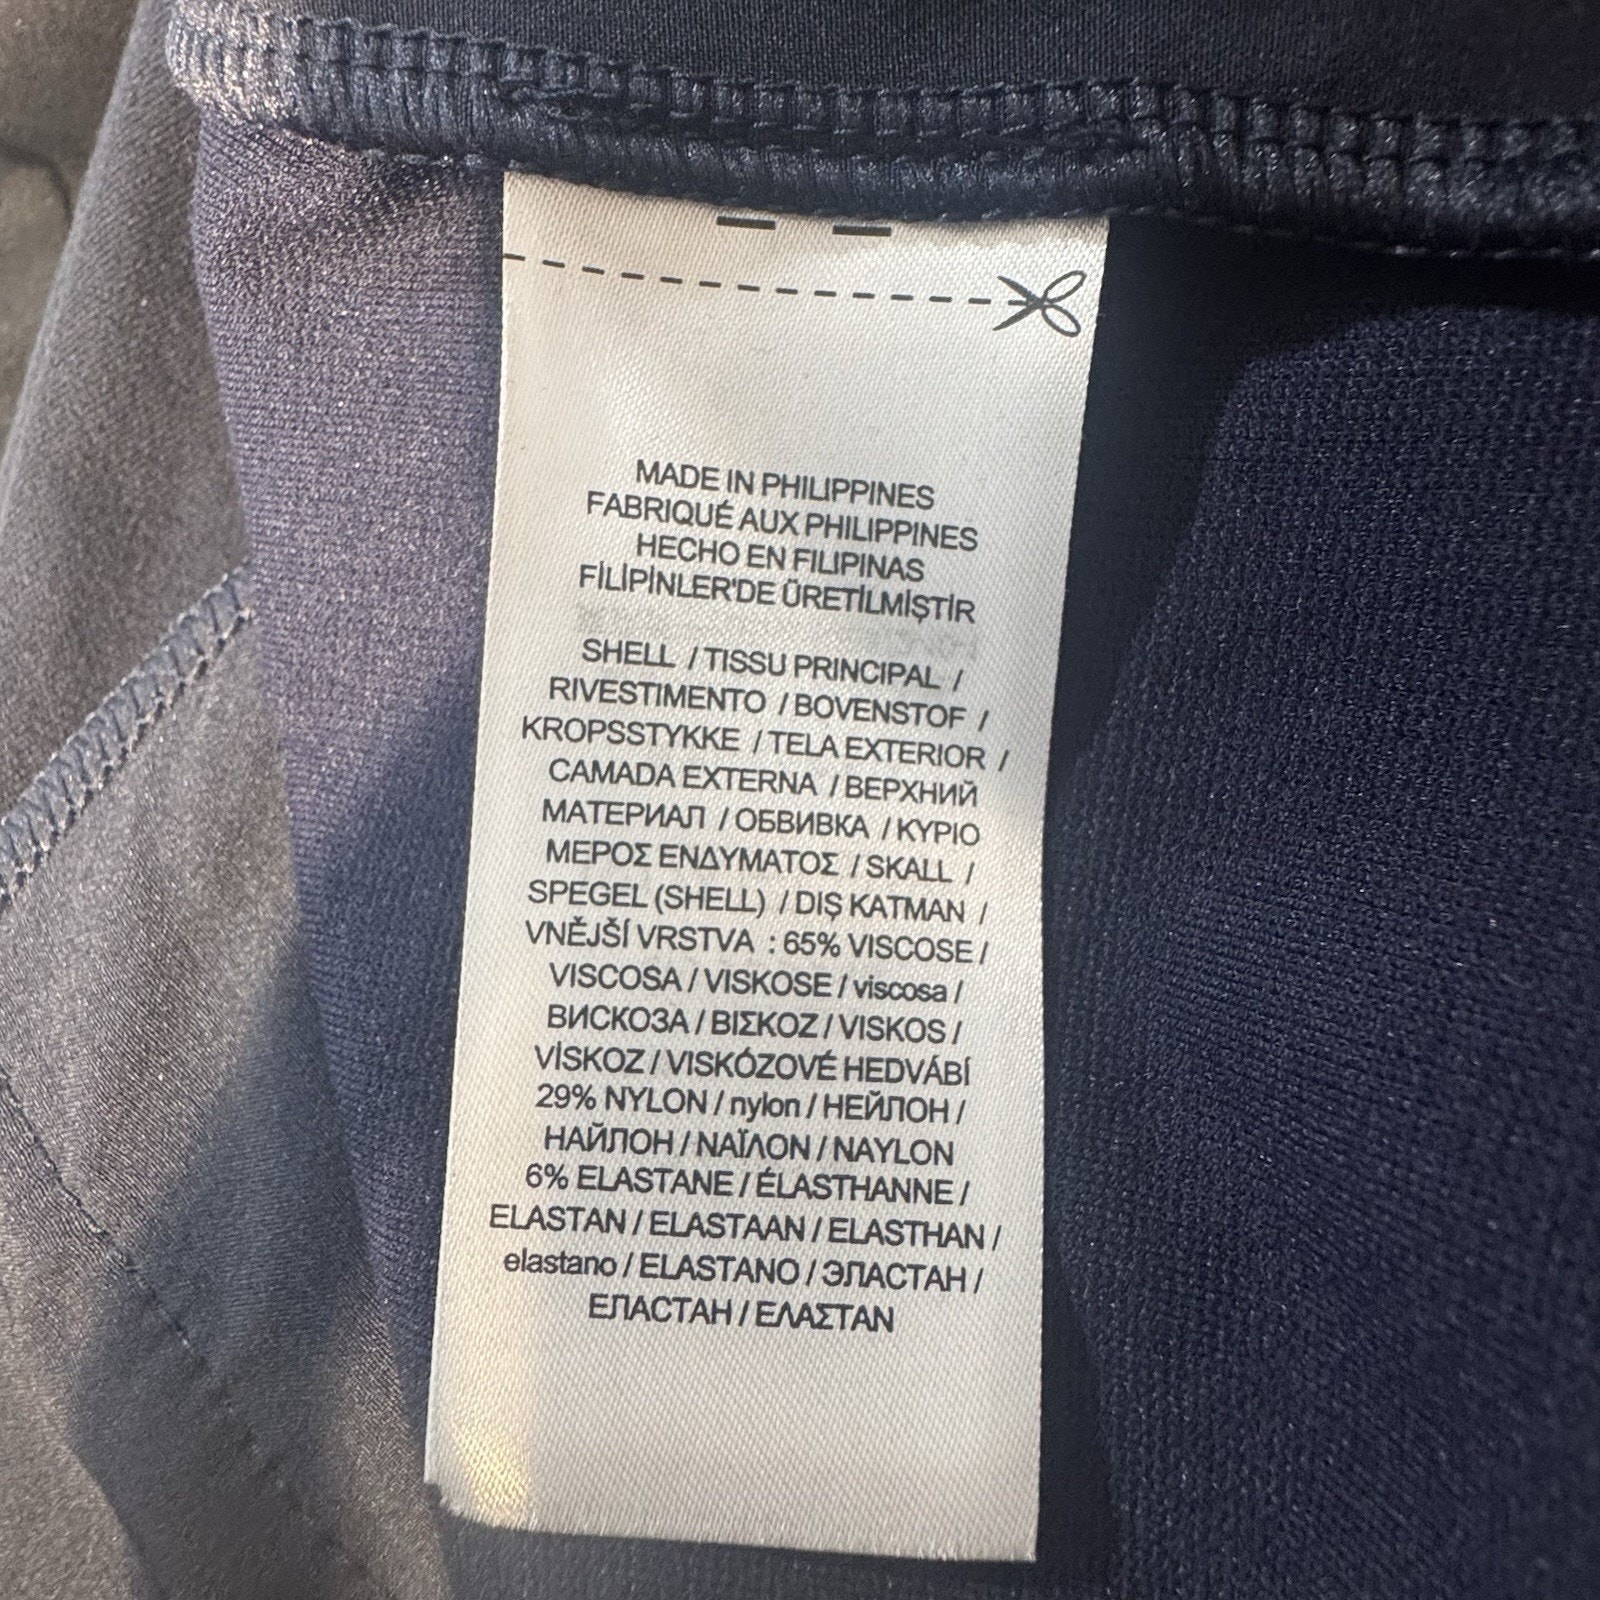 MADE IN PHILIPPINES
FABRIQUÉ AUX PHILIPPINES
HECHO EN FILIPINAS
FİLİPİNLER'DE ÜRETİLMİŞTİR
SHELL / TISSU PRINCIPAL /
RIVESTIMENTO / BOVENSTOF /
KROPSSTYKKE / TELA EXTERIOR /
CAMADA EXTERNA / ВЕРХНИЙ
МАТЕРИАЛ / ОБВИВКА / ΚΥΡΙΟ
ΜΕΡΟΣ ΕΝΔΥΜΑΤΟΣ / SKALL /
SPEGEL (SHELL) / DIŞ KATMAN /
VNĚJŠÍ VRSTVA : 65% VISCOSE /
VISCOSA / VISKOSE / viscosa /
ВИСКОЗА / ΒΙΣΚΟΖ / VISKOS /
VİSKOZ / VISKÓZOVÉ HEDVÁBÍ
29% NYLON / nylon / НЕЙЛОН /
НАЙЛОН / ΝΑΪΛΟΝ / NAYLON
6% ELASTANE / ÉLASTHANNE /
ELASTAN / ELASTAAN / ELASTHAN /
elastano / ELASTANO / ЭЛАСТАН /
ЕЛАСТАН / ΕΛΑΣΤΑΝ